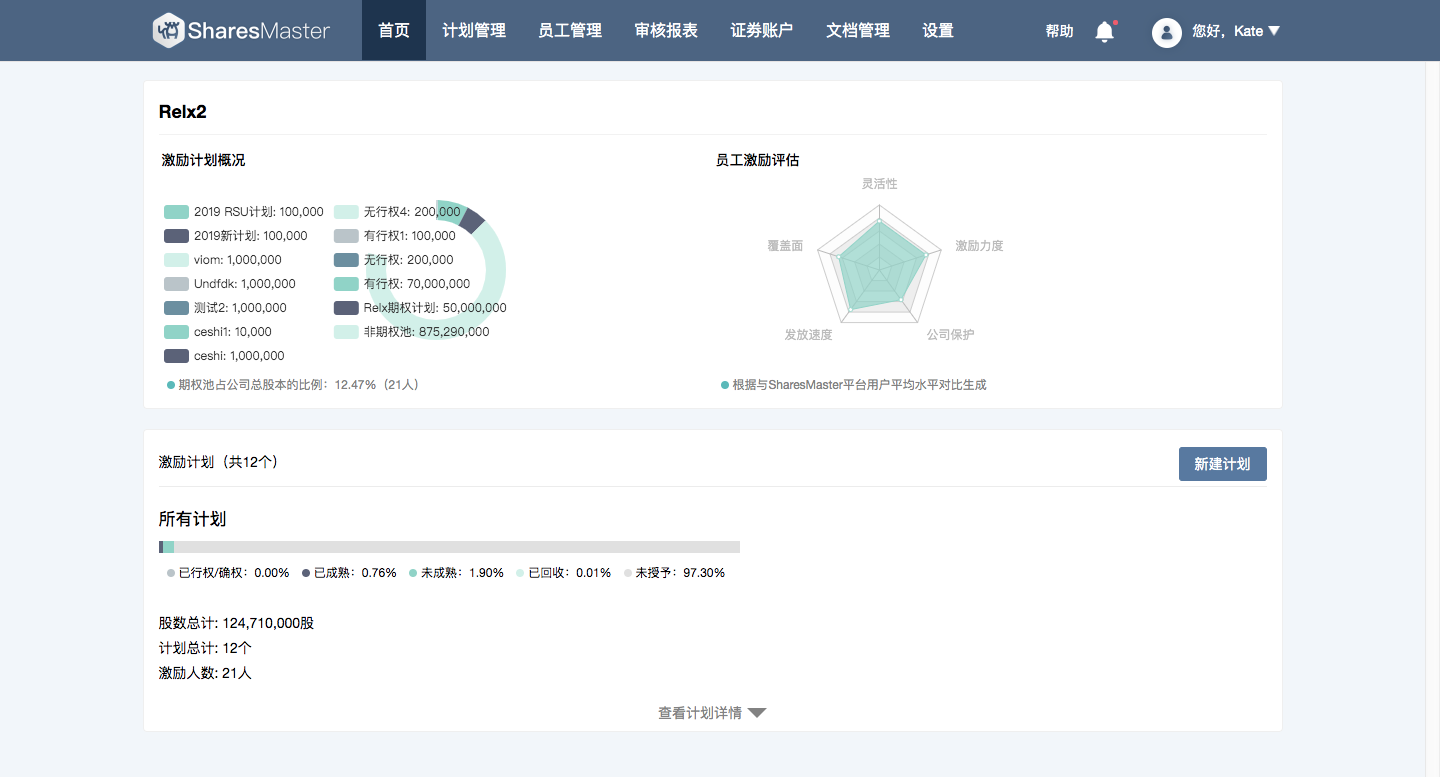 SharesMaster 首页 计划管理 员工管理 审核报表 证券账户 文档管理 设置 帮助 您好，Kate
Relx2
激励计划概况
2019 RSU计划: 100,000
2019新计划: 100,000
viom: 1,000,000
Undfdk: 1,000,000
测试2: 1,000,000
ceshi1: 10,000
ceshi: 1,000,000
无行权4: 200,000
有行权1: 100,000
无行权: 200,000
有行权: 70,000,000
Relx期权计划: 50,000,000
非期权池: 875,290,000
期权池占公司总股本的比例：12.47%（21人）
员工激励评估
灵活性
覆盖面
激励力度
发放速度
公司保护
根据与SharesMaster平台用户平均水平对比生成
激励计划（共12个）
新建计划
所有计划
已行权/确权：0.00% 已成熟：0.76% 未成熟：1.90% 已回收：0.01% 未授予：97.30%
股数总计: 124,710,000股
计划总计: 12个
激励人数: 21人
查看计划详情